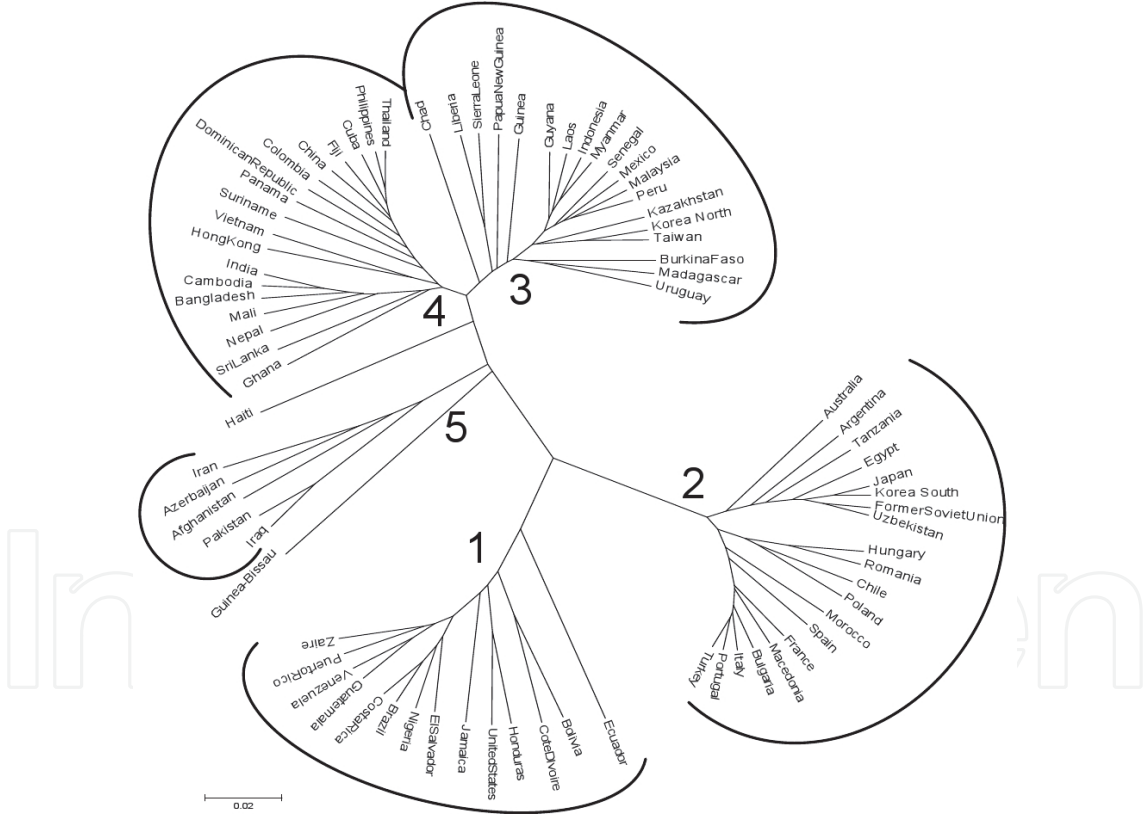 Thailand
Philippines
Cuba
Fiji
China
Colombia
DominicanRepublic
Panama
Suriname
Vietnam
HongKong
India
Cambodia
Bangladesh
Mali
Nepal
SriLanka
Ghana
4
Chad
Liberia
SierraLeone
PapuaNewGuinea
Guinea
Guyana
Laos
Indonesia
Myanmar
Senegal
Mexico
Malaysia
Peru
Kazakhstan
Korea North
Taiwan
BurkinaFaso
Madagascar
Uruguay
3
Haiti
5
Iran
Azerbaijan
Afghanistan
Pakistan
Iraq
Guinea-Bissau
2
Australia
Argentina
Tanzania
Egypt
Japan
Korea South
FormerSovietUnion
Uzbekistan
Hungary
Romania
Chile
Poland
Morocco
Spain
France
Macedonia
Bulgaria
Italy
Portugal
Turkey
1
Zaire
PuertoRico
Venezuela
Guatemala
CostaRica
Brazil
Nigeria
ElSalvador
Jamaica
UnitedStates
Honduras
CoteDIvoire
Bolivia
Ecuador
0.02
In
en